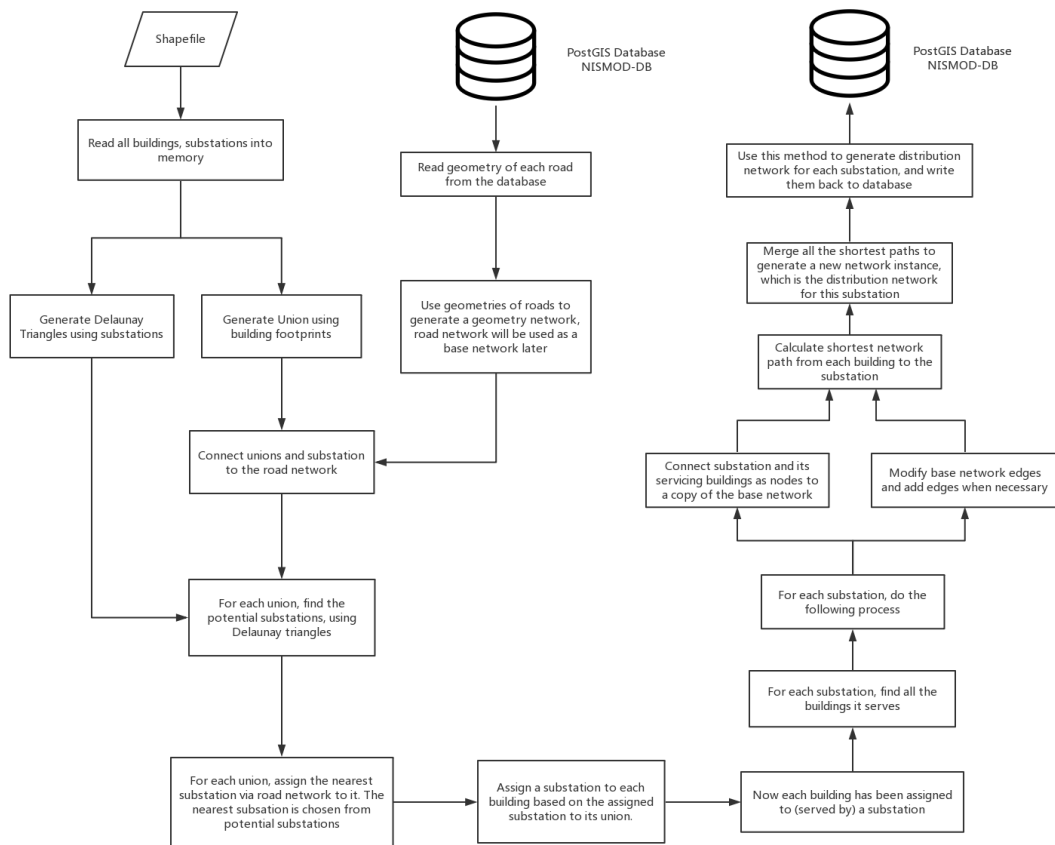 Shapefile
PostGIS Database
NISMOD-DB
PostGIS Database
NISMOD-DB
Read all buildings, substations into
memory
Read geometry of each road
from the database
Use this method to generate distribution
network for each substation, and write
them back to database
Merge all the shortest paths to
generate a new network instance,
which is the distribution network
for this substation
Generate Delaunay
Triangles using substations
Generate Union using
building footprints
Use geometries of roads to
generate a geometry network,
road network will be used as a
base network later
Calculate shortest network
path from each building to the
substation
Connect unions and substation
to the road network
Connect substation and its
servicing buildings as nodes to
a copy of the base network
Modify base network edges
and add edges when necessary
For each union, find the
potential substations, using
Delaunay triangles
For each substation, do the
following process
For each substation, find all the
buildings it serves
For each union, assign the nearest
substation via road network to it. The
nearest subsation is chosen from
potential substations
Assign a substation to each
building based on the assigned
substation to its union.
Now each building has been assigned
to (served by) a substation